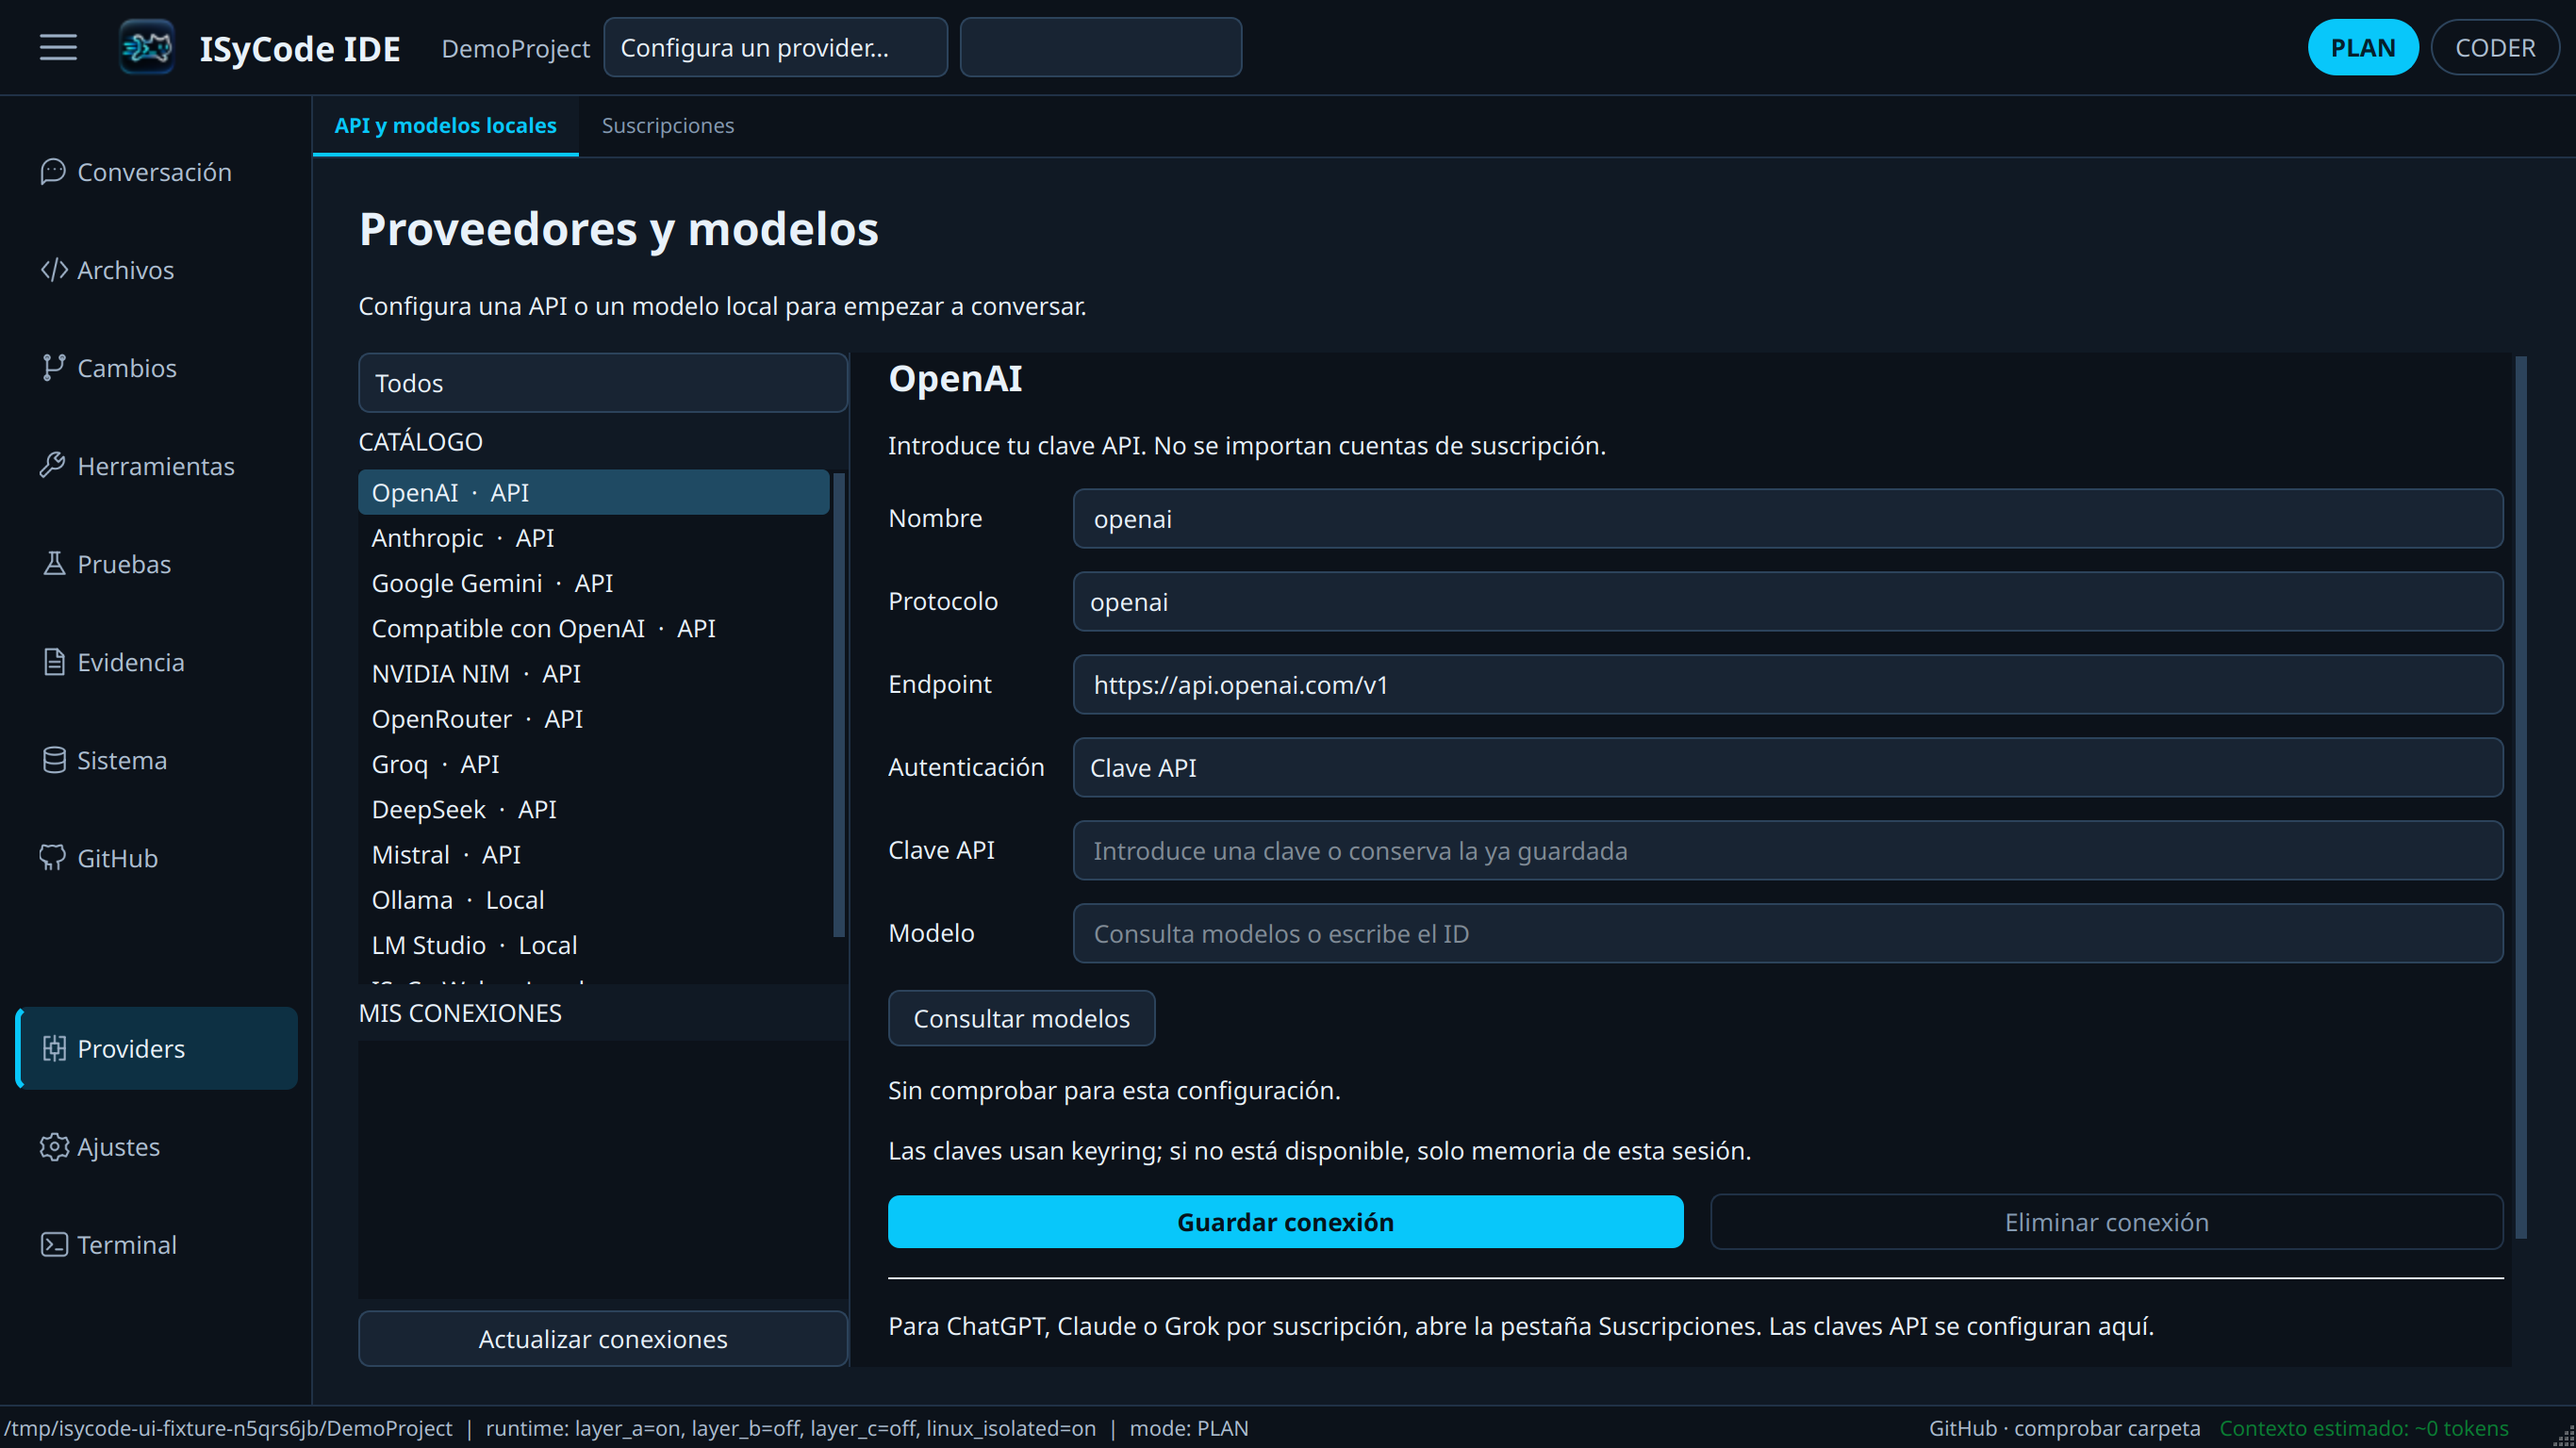 ISyCode IDE
DemoProject
Configura un provider...
PLAN
CODER
API y modelos locales
Suscripciones
Conversación
Archivos
Cambios
Herramientas
Pruebas
Evidencia
Sistema
GitHub
Providers
Ajustes
Terminal
Proveedores y modelos
Configura una API o un modelo local para empezar a conversar.
Todos
CATÁLOGO
OpenAI · API
Anthropic · API
Google Gemini · API
Compatible con OpenAI · API
NVIDIA NIM · API
OpenRouter · API
Groq · API
DeepSeek · API
Mistral · API
Ollama · Local
LM Studio · Local
MIS CONEXIONES
Actualizar conexiones
OpenAI
Introduce tu clave API. No se importan cuentas de suscripción.
Nombre
openai
Protocolo
openai
Endpoint
https://api.openai.com/v1
Autenticación
Clave API
Clave API
Introduce una clave o conserva la ya guardada
Modelo
Consulta modelos o escribe el ID
Consultar modelos
Sin comprobar para esta configuración.
Las claves usan keyring; si no está disponible, solo memoria de esta sesión.
Guardar conexión
Eliminar conexión
Para ChatGPT, Claude o Grok por suscripción, abre la pestaña Suscripciones. Las claves API se configuran aquí.
/tmp/isycode-ui-fixture-n5qrs6jb/DemoProject | runtime: layer_a=on, layer_b=off, layer_c=off, linux_isolated=on | mode: PLAN
GitHub · comprobar carpeta
Contexto estimado: ~0 tokens